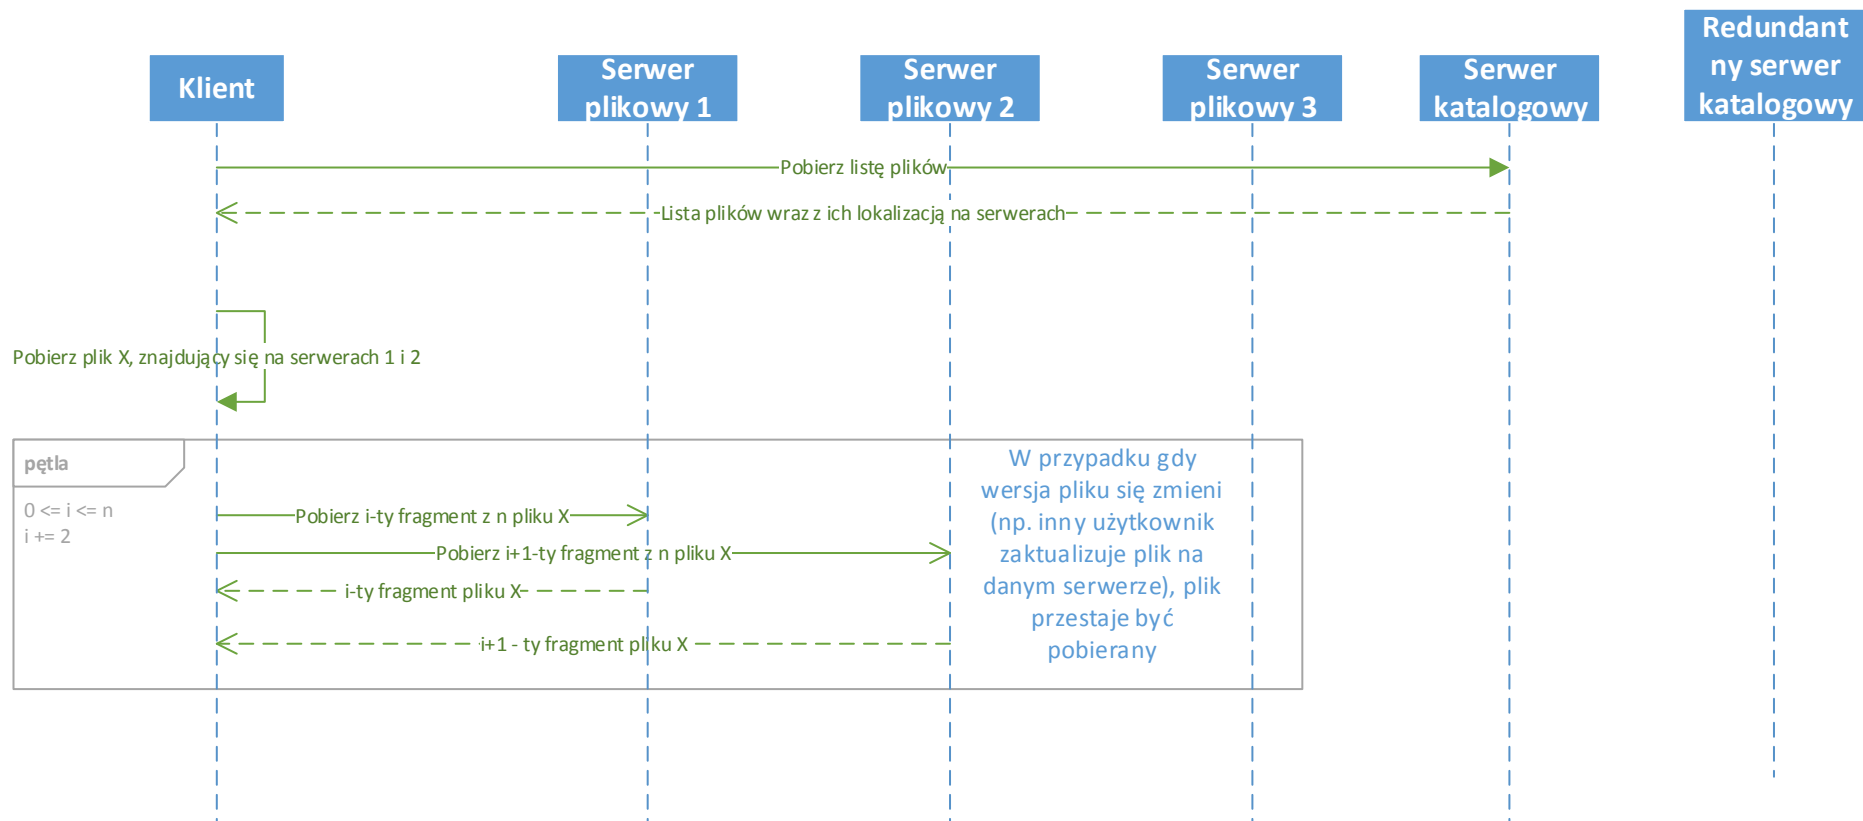 Klient
Serwer
plikowy 1
Serwer
plikowy 2
Serwer
plikowy 3
Serwer
katalogowy
Redundant
ny serwer
katalogowy
Pobierz listę plików
Lista plików wraz z ich lokalizacją na serwerach
Pobierz plik X, znajdujący się na serwerach 1 i 2
pętla
0 <= i <= n
i += 2
Pobierz i-ty fragment z n pliku X
Pobierz i+1-ty fragment z n pliku X
i-ty fragment pliku X
i+1 - ty fragment pliku X
W przypadku gdy
wersja pliku się zmieni
(np. inny użytkownik
zaktualizuje plik na
danym serwerze), plik
przestaje być
pobierany